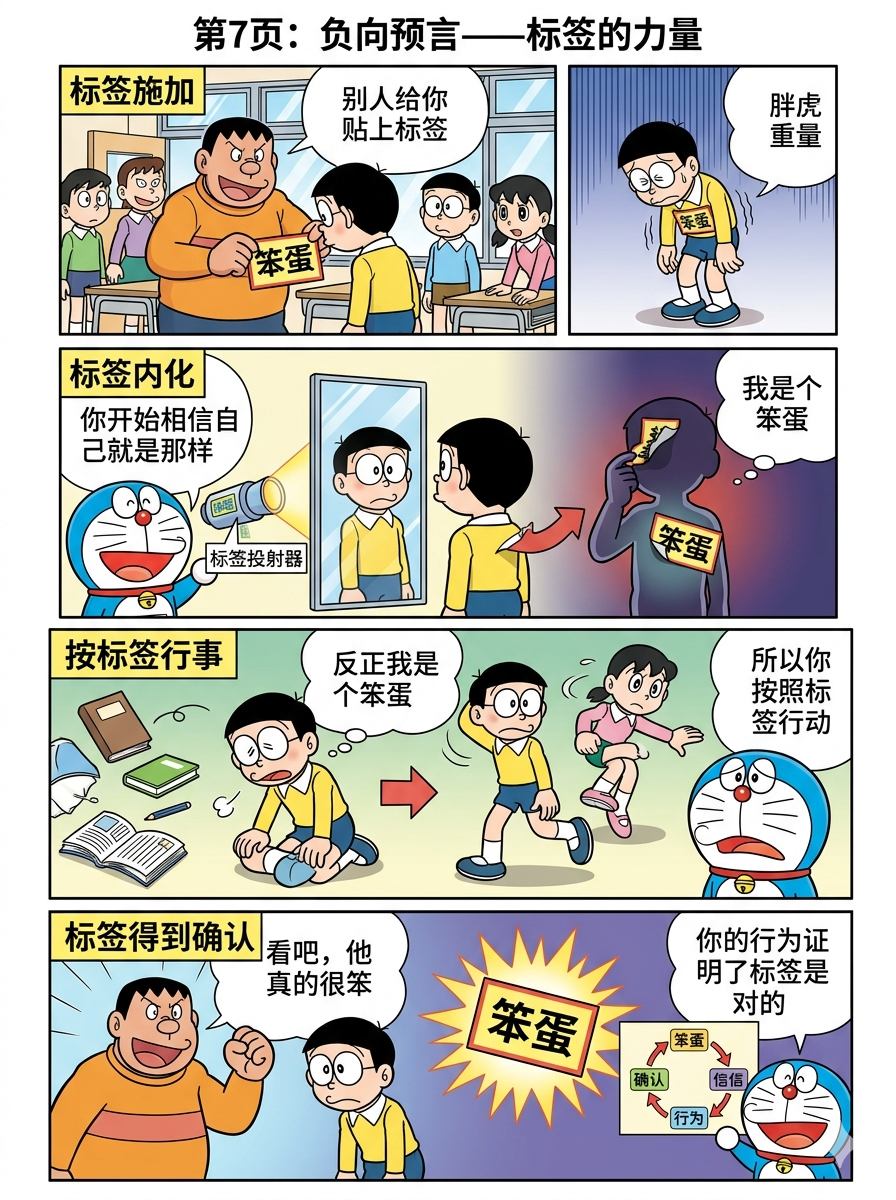 第7页：负向预言——标签的力量
标签施加
别人给你
贴上标签
笨蛋
胖虎
重量
笨蛋
标签内化
你开始相信自
己就是那样
标签投射器
我是个
笨蛋
笨蛋
按标签行事
反正我是
个笨蛋
所以你
按照标
签行动
标签得到确认
看吧，他
真的很笨
笨蛋
你的行为证
明了标签是
对的
笨蛋
确认
信信
行为